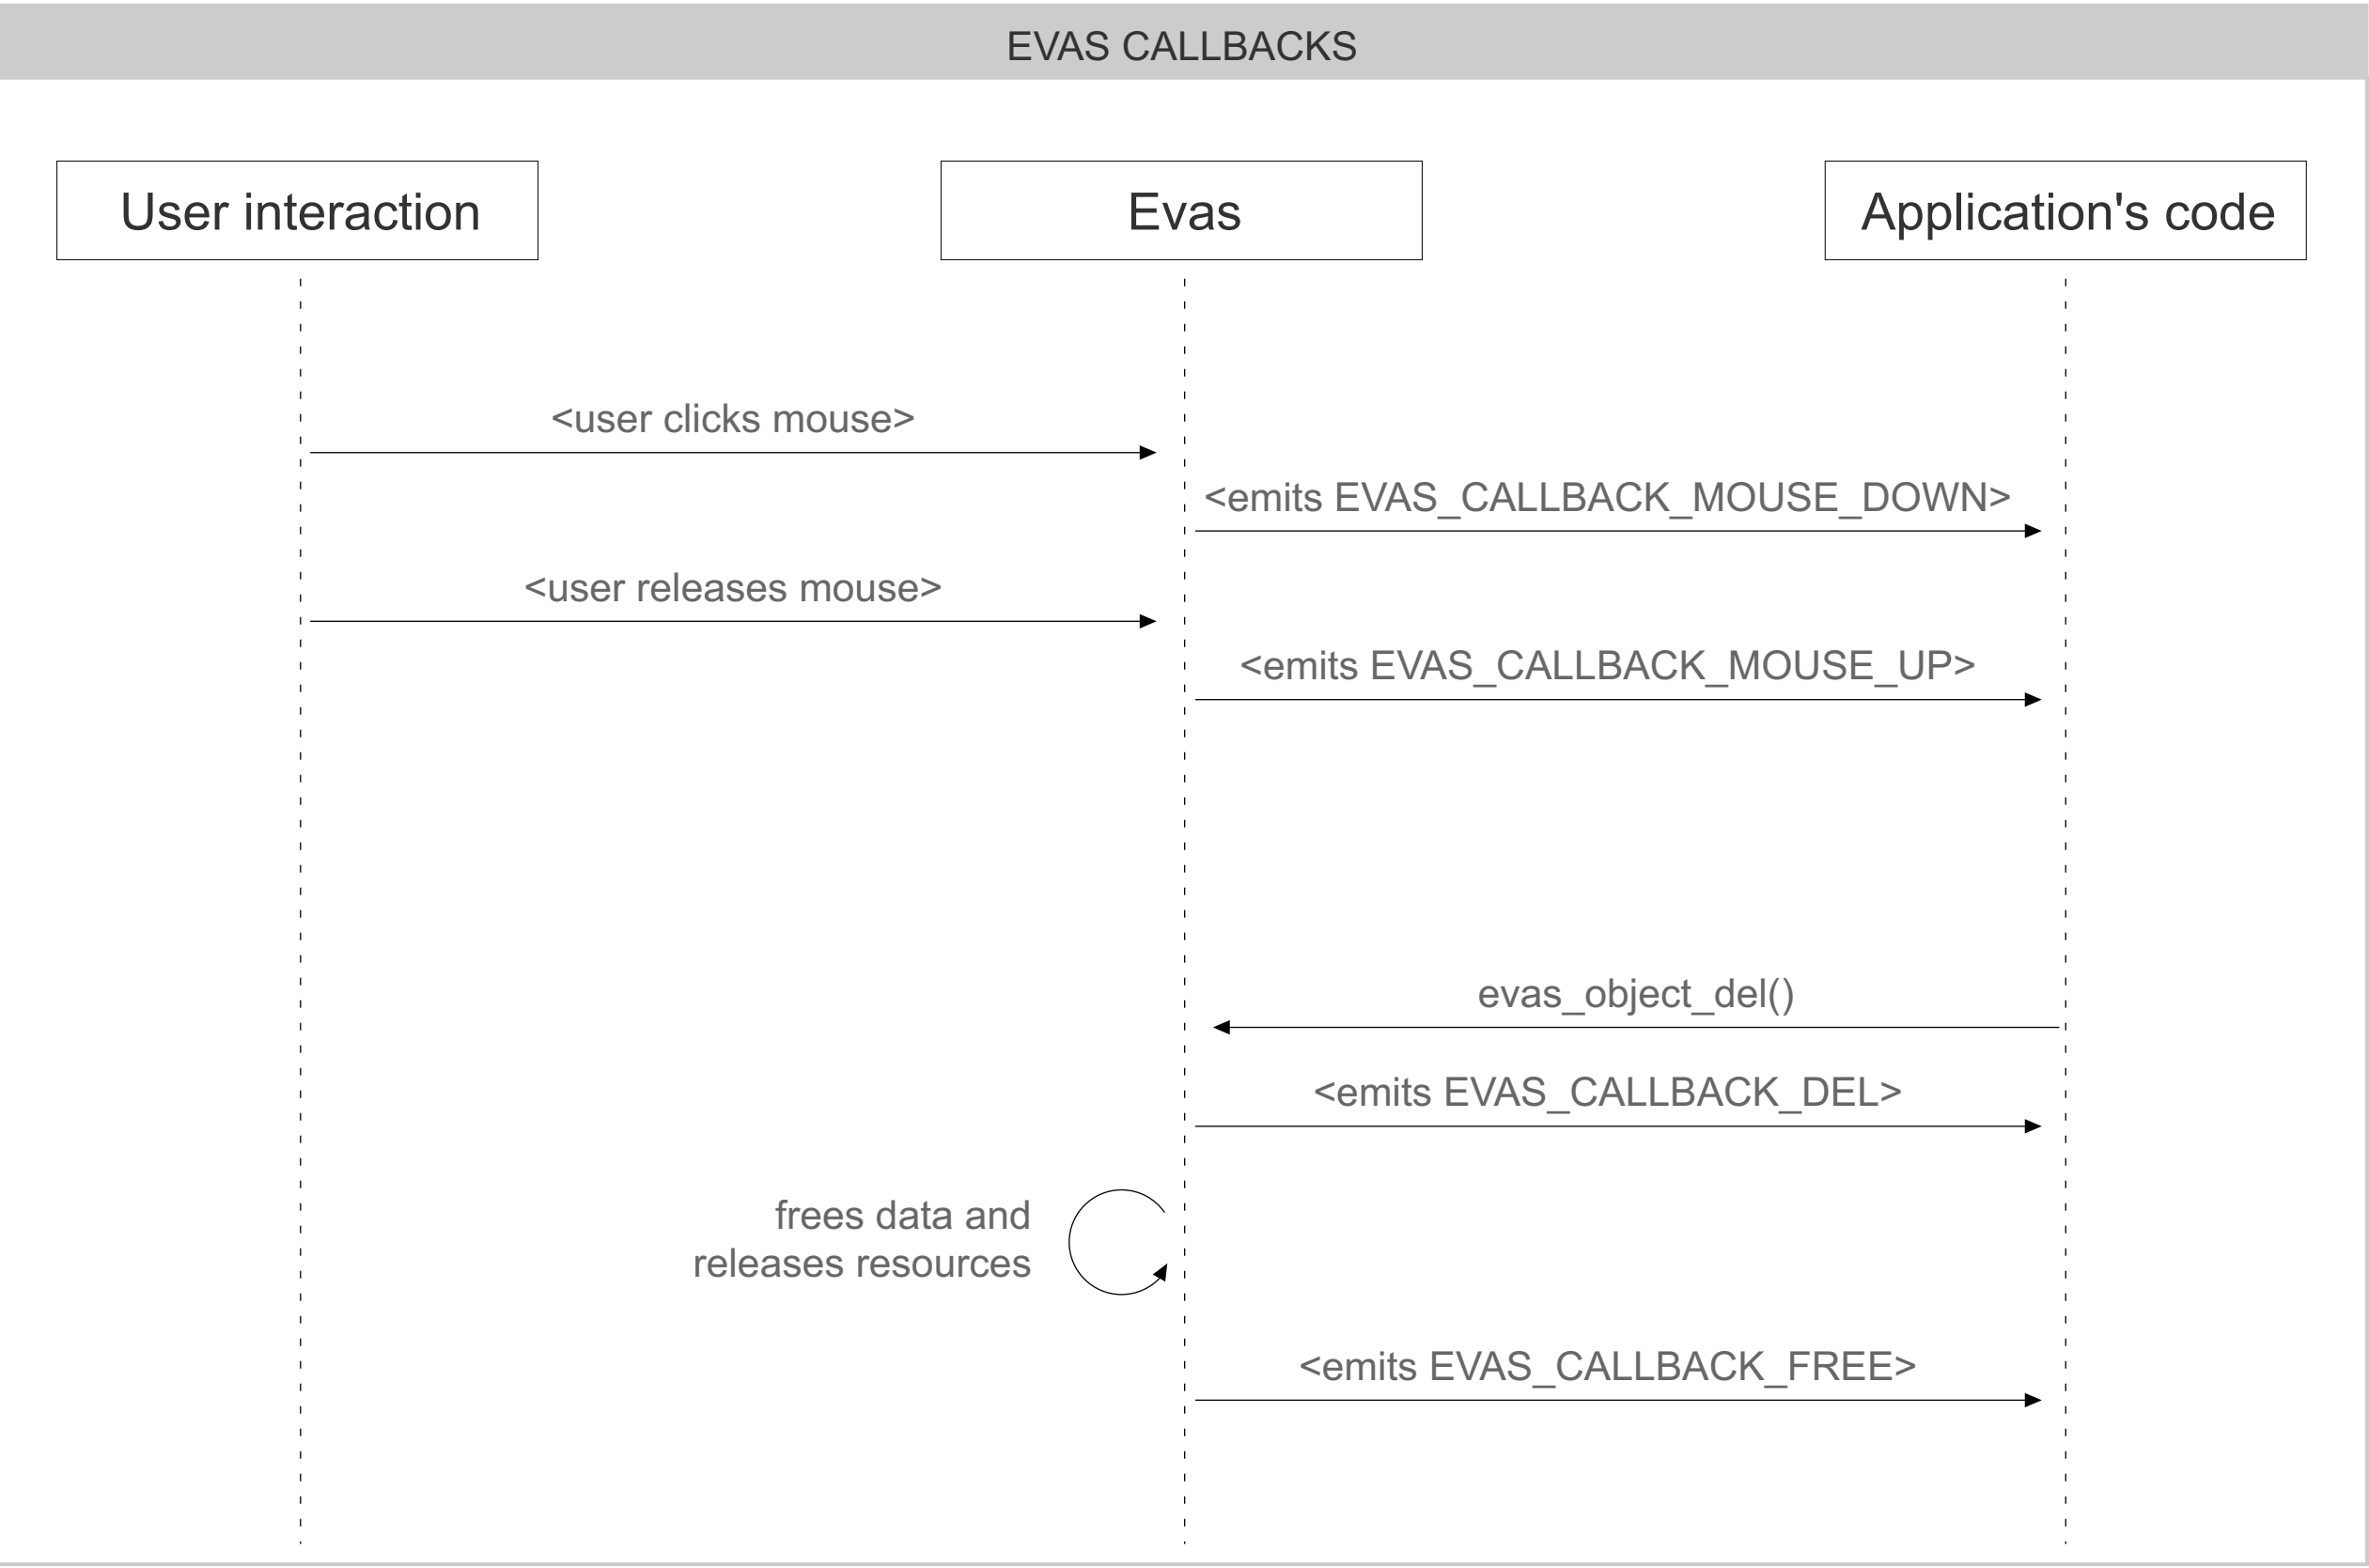 EVAS CALLBACKS
User interaction
Evas
Application's code
<user clicks mouse>
<emits EVAS_CALLBACK_MOUSE_DOWN>
<user releases mouse>
<emits EVAS_CALLBACK_MOUSE_UP>
evas_object_del()
<emits EVAS_CALLBACK_DEL>
frees data and
releases resources
<emits EVAS_CALLBACK_FREE>